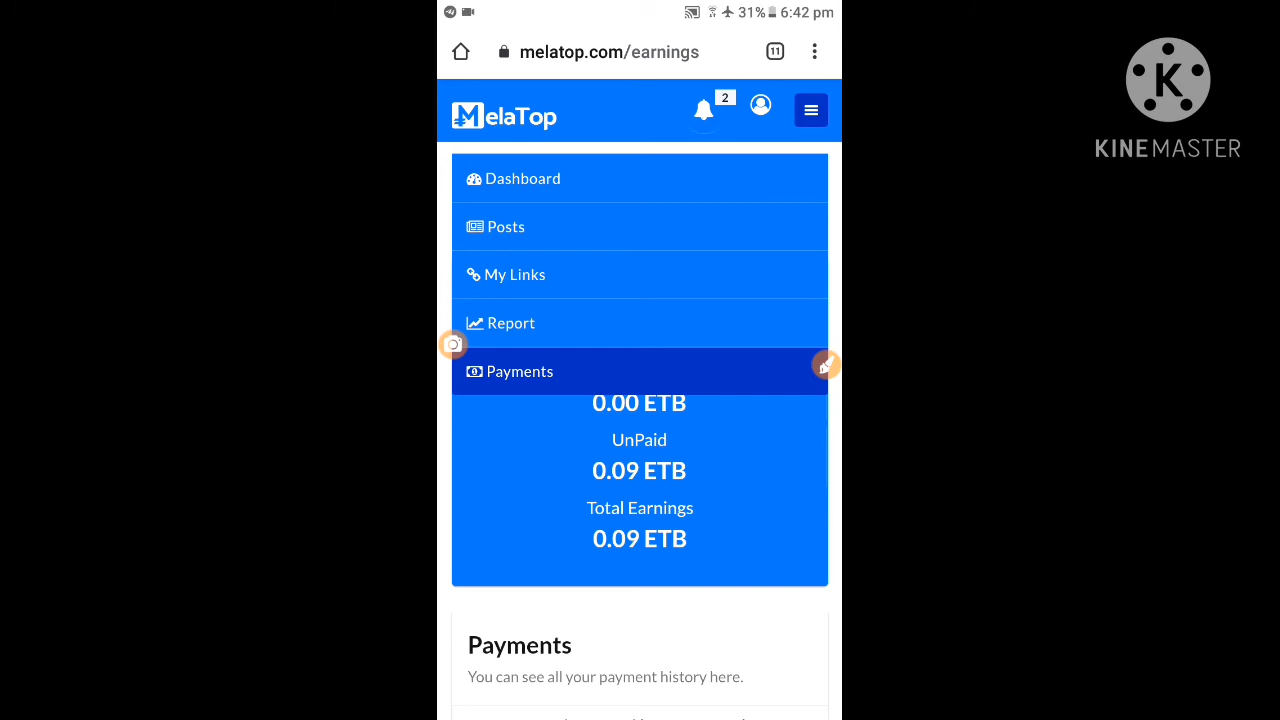 31% 6:42 pm
melatop.com/earnings
11
MelaTop
2
KINEMASTER
Dashboard
Posts
My Links
Report
Payments
0.00 ETB
UnPaid
0.09 ETB
Total Earnings
0.09 ETB
Payments
You can see all your payment history here.